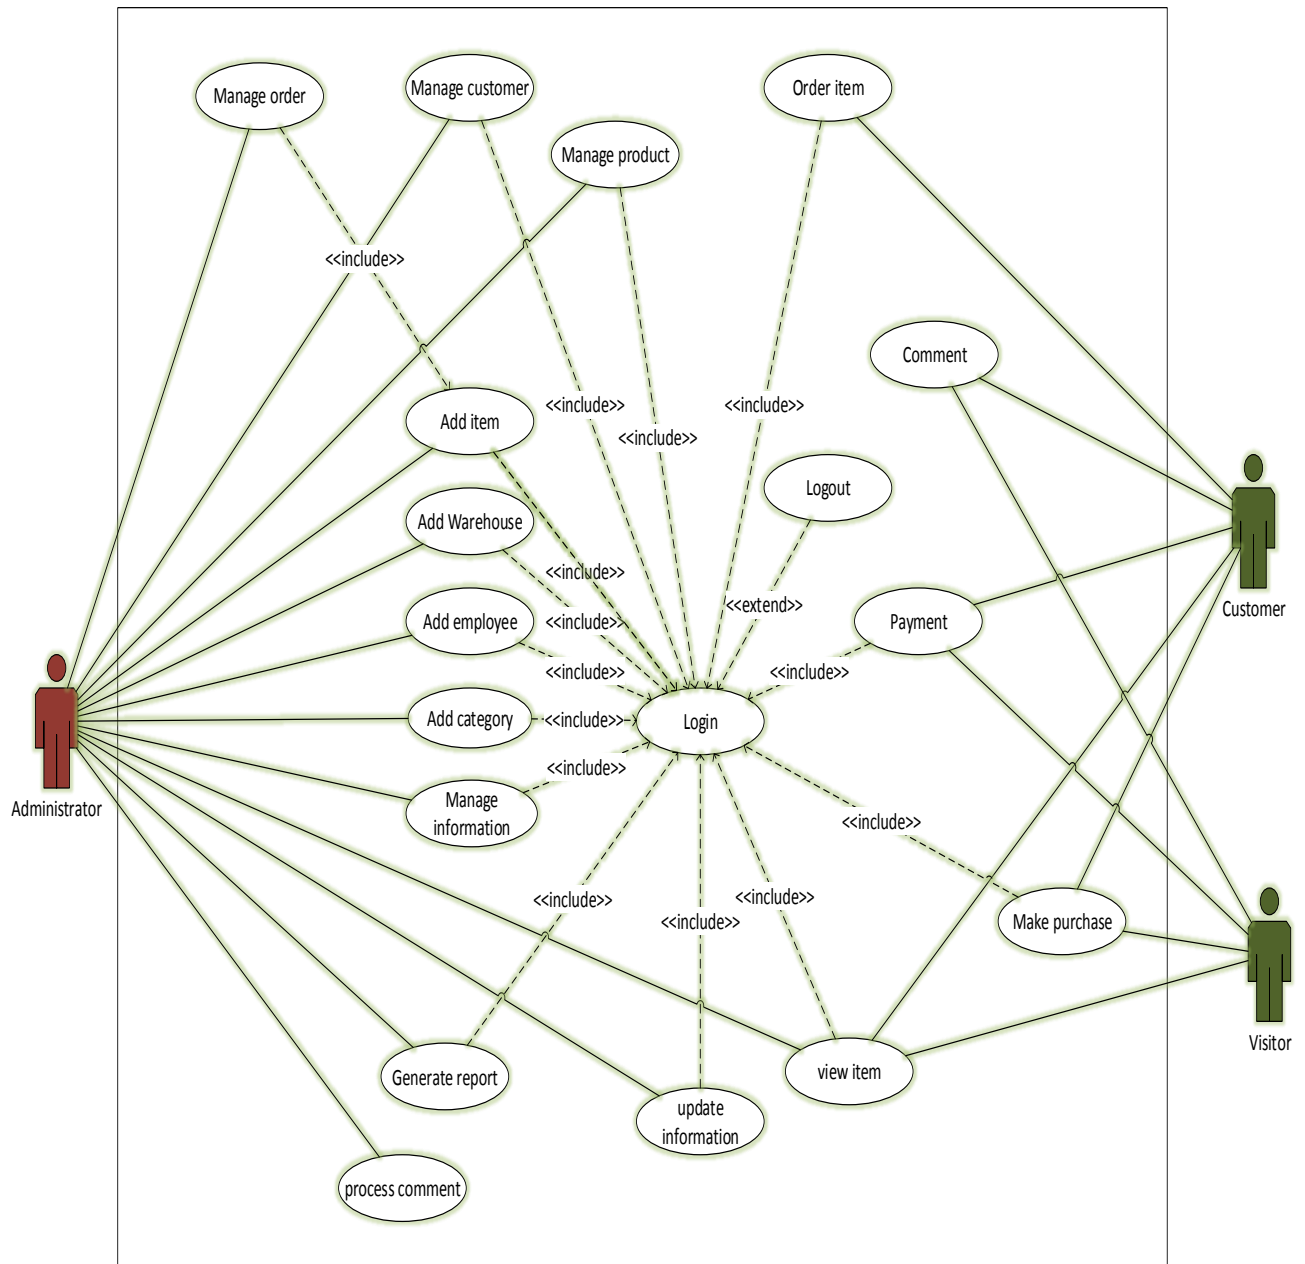 Manage order
Manage customer
Order item
Manage product
<<include>>
Comment
<<include>>
<<include>>
<<include>>
Add item
Logout
Add Warehouse
<<include>>
<<extend>>
Add employee
<<include>>
Payment
Customer
<<include>>
<<include>>
Add category
<<include>>
Login
<<include>>
Administrator
Manage
information
<<include>>
<<include>>
<<include>>
<<include>>
Make purchase
Visitor
Generate report
view item
update
information
process comment